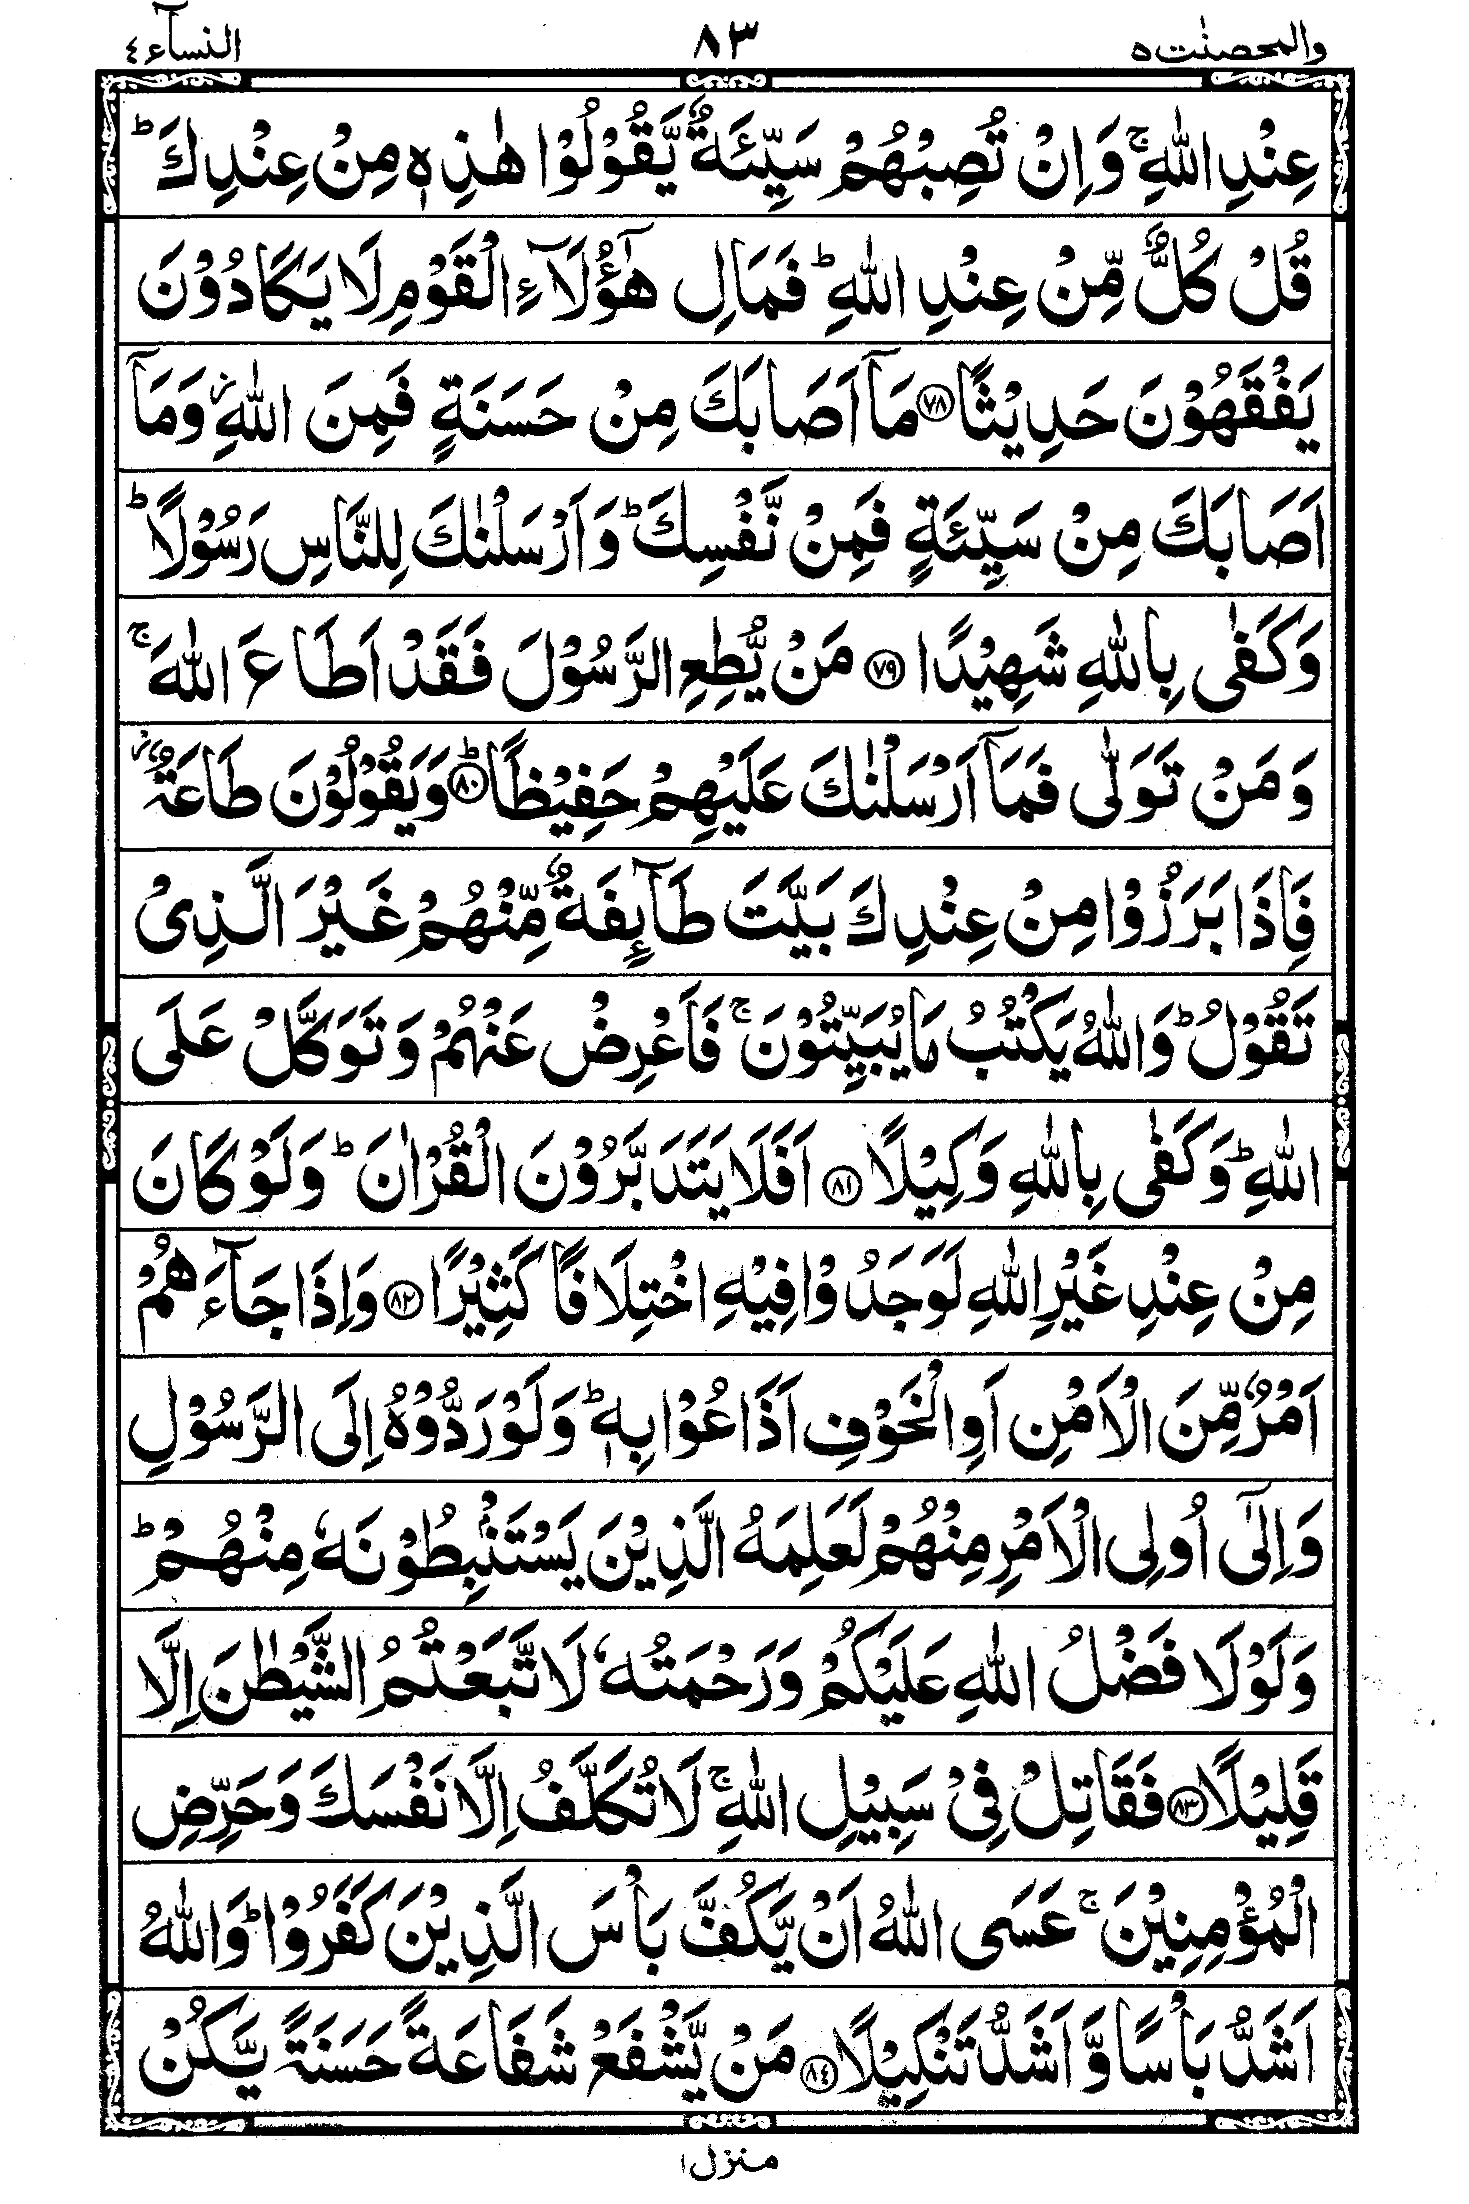 والمحصنٰت ٥ ٨٣ النسآء ٤
عِنْدِ اللّٰهِ ۚ وَاِنْ تُصِبْهُمْ سَيِّئَةٌ يَّقُوْلُوْا هٰذِهٖ مِنْ عِنْدِكَ ؕ
قُلْ كُلٌّ مِّنْ عِنْدِ اللّٰهِ ؕ فَمَالِ هٰٓؤُلَآءِ الْقَوْمِ لَا يَكَادُوْنَ
يَفْقَهُوْنَ حَدِيْثًا ﴿٧٨﴾ مَاۤ اَصَابَكَ مِنْ حَسَنَةٍ فَمِنَ اللّٰهِ ؗ وَمَاۤ
اَصَابَكَ مِنْ سَيِّئَةٍ فَمِنْ نَّفْسِكَ ؕ وَاَرْسَلْنٰكَ لِلنَّاسِ رَسُوْلًا ؕ
وَكَفٰى بِاللّٰهِ شَهِيْدًا ﴿٧٩﴾ مَنْ يُّطِعِ الرَّسُوْلَ فَقَدْ اَطَاعَ اللّٰهَ ۚ
وَمَنْ تَوَلّٰى فَمَاۤ اَرْسَلْنٰكَ عَلَيْهِمْ حَفِيْظًا ﴿٨٠﴾ؕ وَيَقُوْلُوْنَ طَاعَةٌ ؗ
فَاِذَا بَرَزُوْا مِنْ عِنْدِكَ بَيَّتَ طَآئِفَةٌ مِّنْهُمْ غَيْرَ الَّذِىْ
تَقُوْلُ ؕ وَاللّٰهُ يَكْتُبُ مَا يُبَيِّتُوْنَ ۚ فَاَعْرِضْ عَنْهُمْ وَتَوَكَّلْ عَلَى
اللّٰهِ ؕ وَكَفٰى بِاللّٰهِ وَكِيْلًا ﴿٨١﴾ اَفَلَا يَتَدَبَّرُوْنَ الْقُرْاٰنَ ؕ وَلَوْ كَانَ
مِنْ عِنْدِ غَيْرِ اللّٰهِ لَوَجَدُوْا فِيْهِ اخْتِلَافًا كَثِيْرًا ﴿٨٢﴾ وَاِذَا جَآءَهُمْ
اَمْرٌ مِّنَ الْاَمْنِ اَوِ الْخَوْفِ اَذَاعُوْا بِهٖ ؕ وَلَوْ رَدُّوْهُ اِلَى الرَّسُوْلِ
وَاِلٰٓى اُولِى الْاَمْرِ مِنْهُمْ لَعَلِمَهُ الَّذِيْنَ يَسْتَنْۢبِطُوْنَهٗ مِنْهُمْ ؕ
وَلَوْلَا فَضْلُ اللّٰهِ عَلَيْكُمْ وَرَحْمَتُهٗ لَاتَّبَعْتُمُ الشَّيْطٰنَ اِلَّا
قَلِيْلًا ﴿٨٣﴾ فَقَاتِلْ فِىْ سَبِيْلِ اللّٰهِ ۚ لَا تُكَلَّفُ اِلَّا نَفْسَكَ وَحَرِّضِ
الْمُؤْمِنِيْنَ ۚ عَسَى اللّٰهُ اَنْ يَّكُفَّ بَاْسَ الَّذِيْنَ كَفَرُوْا ؕ وَاللّٰهُ
اَشَدُّ بَاْسًا وَّاَشَدُّ تَنْكِيْلًا ﴿٨٤﴾ مَنْ يَّشْفَعْ شَفَاعَةً حَسَنَةً يَّكُنْ
منزل ١